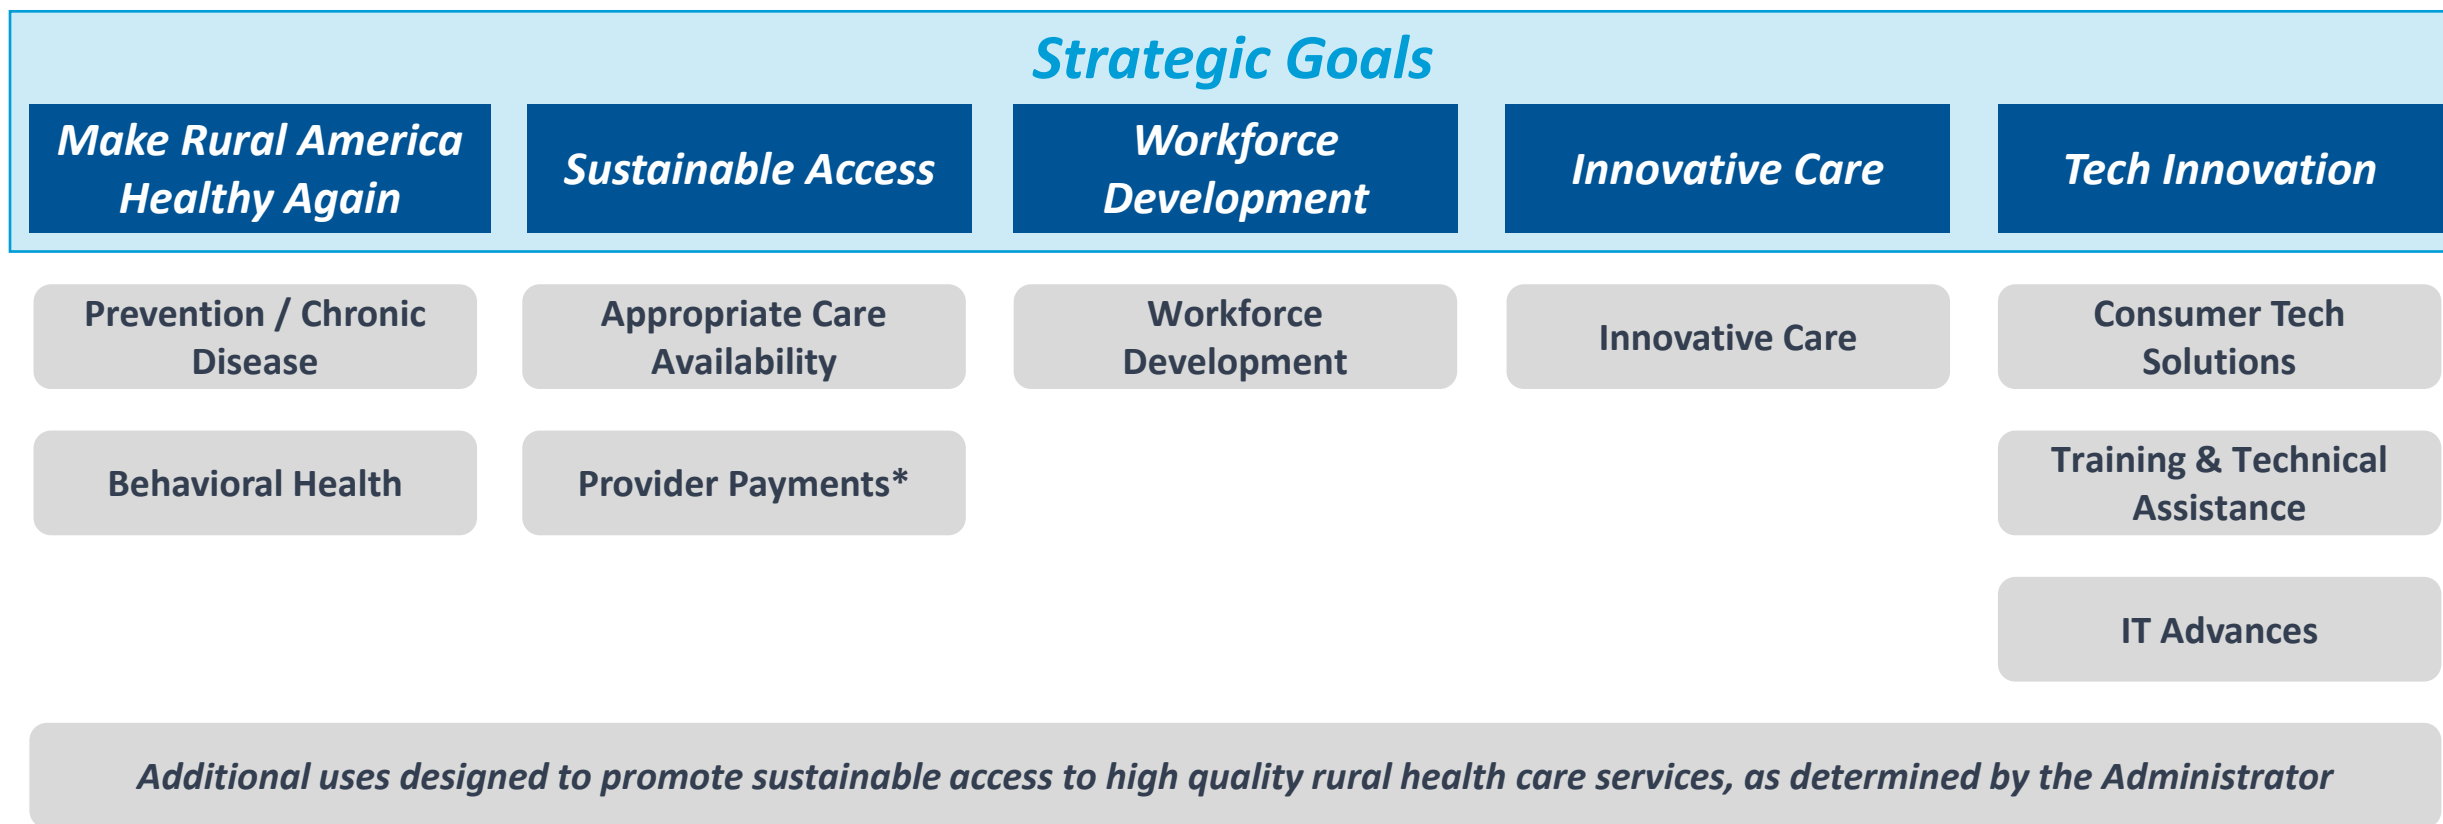 Strategic Goals
Make Rural America
Healthy Again
Sustainable Access
Workforce
Development
Innovative Care
Tech Innovation
Prevention / Chronic
Disease
Appropriate Care
Availability
Workforce
Development
Innovative Care
Consumer Tech
Solutions
Behavioral Health
Provider Payments*
Training & Technical
Assistance
IT Advances
Additional uses designed to promote sustainable access to high quality rural health care services, as determined by the Administrator